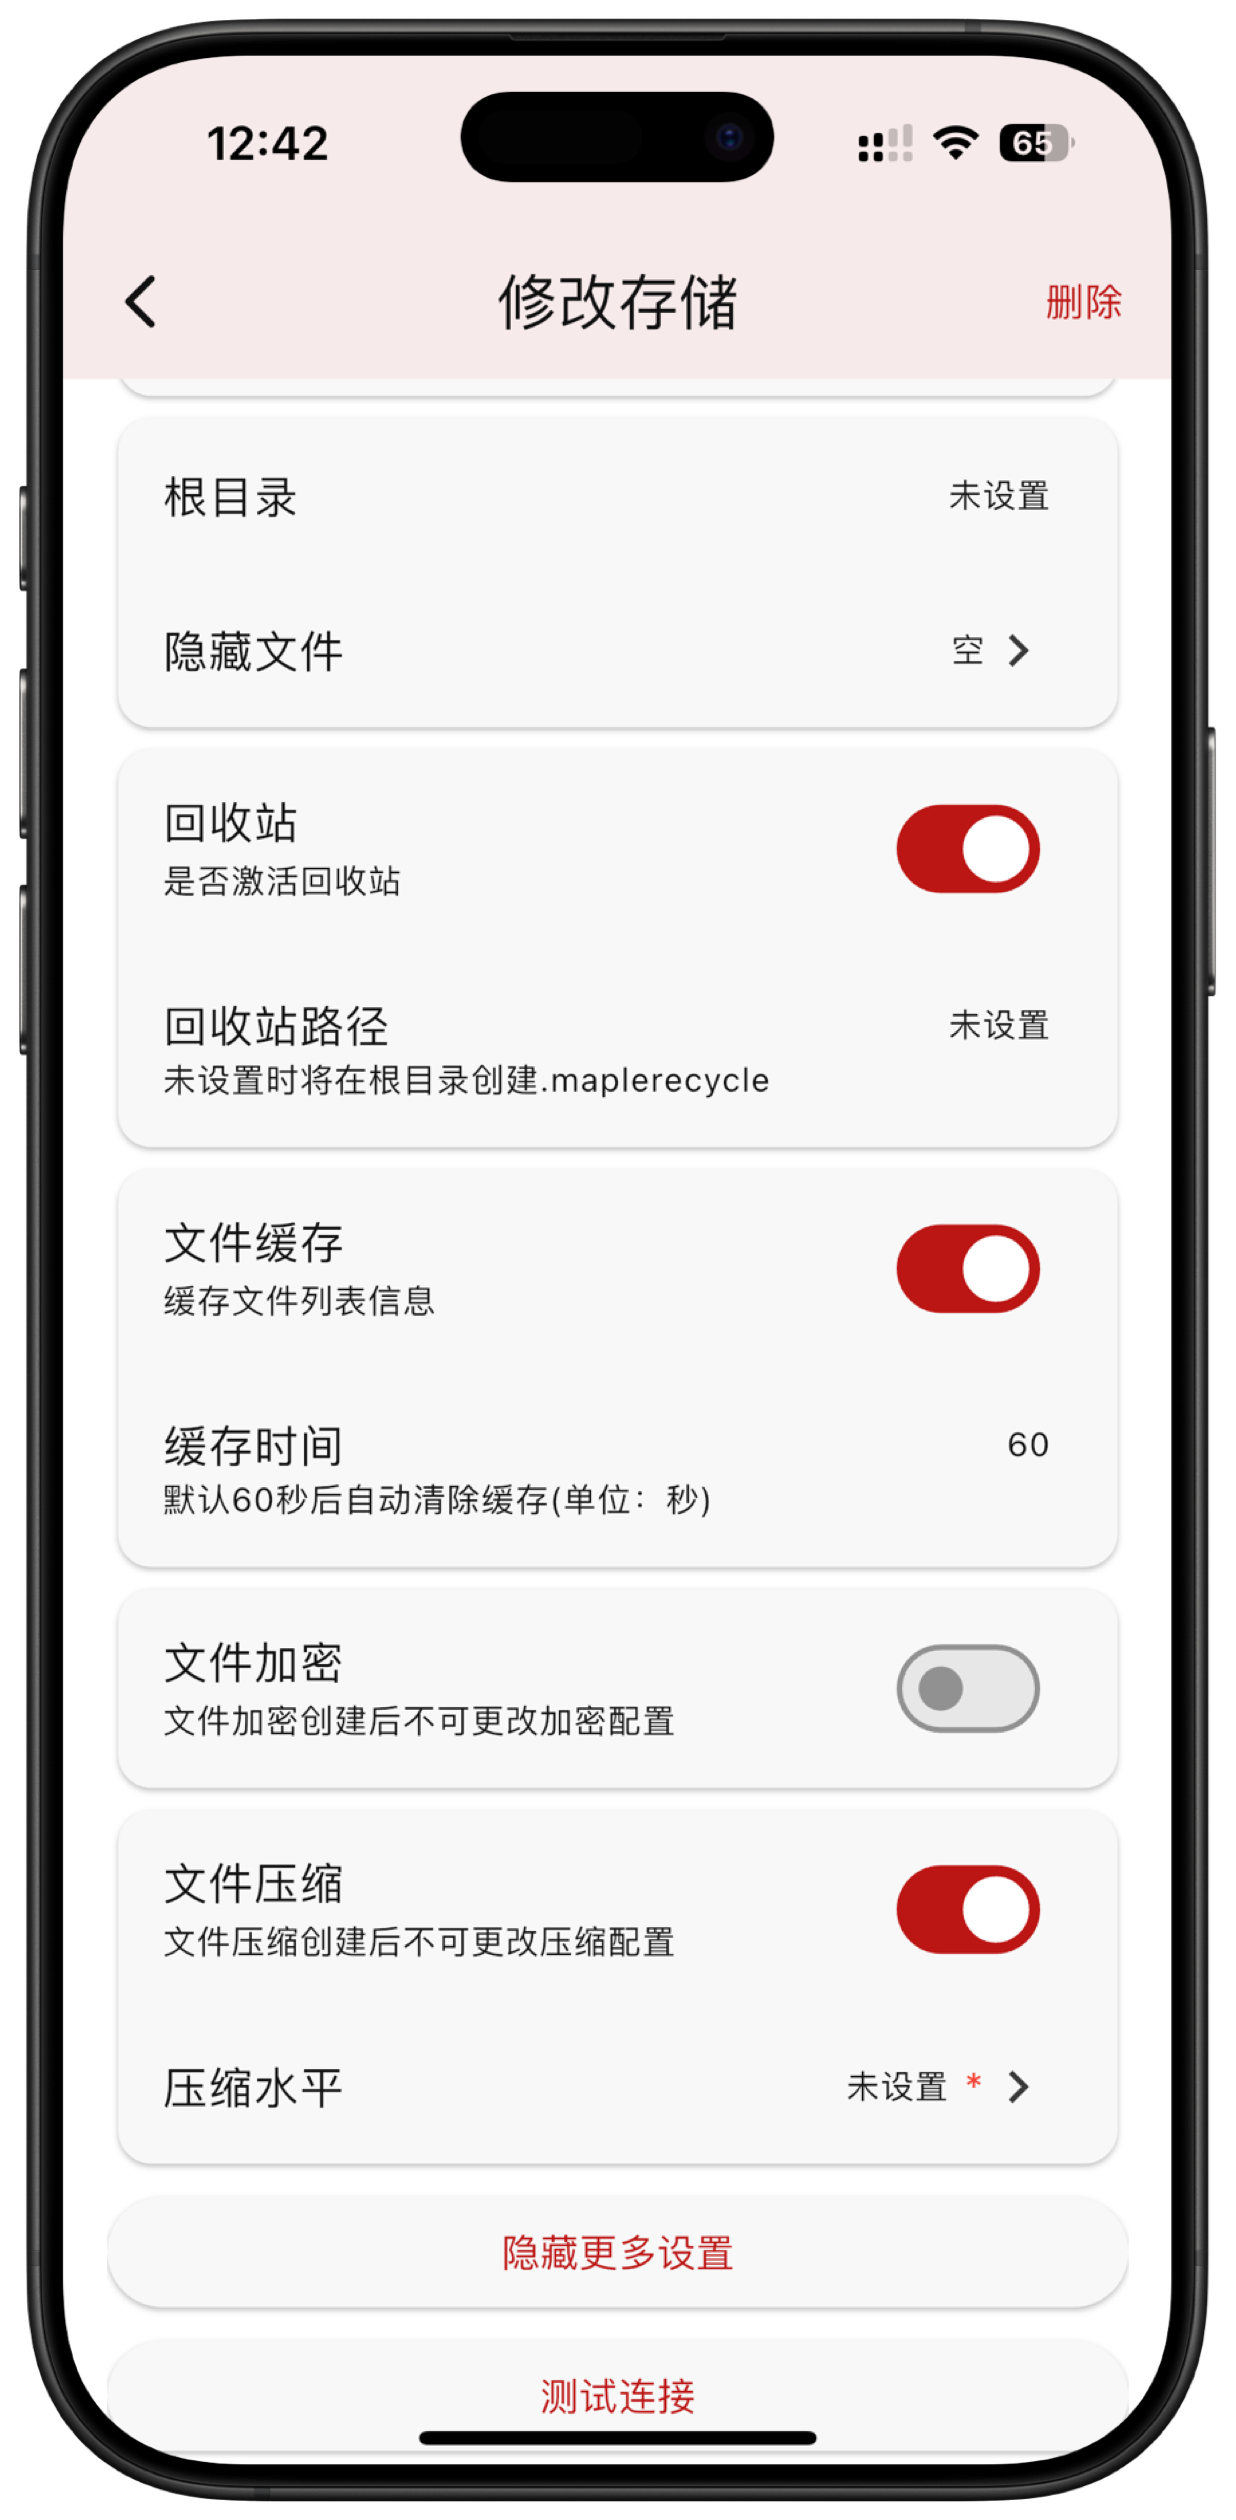 12:42
65
修改存储
删除
根目录
未设置
隐藏文件
空
回收站
是否激活回收站
回收站路径
未设置
未设置时将在根目录创建.maplerecycle
文件缓存
缓存文件列表信息
缓存时间
60
默认60秒后自动清除缓存(单位：秒)
文件加密
文件加密创建后不可更改加密配置
文件压缩
文件压缩创建后不可更改压缩配置
压缩水平
未设置 *
隐藏更多设置
测试连接